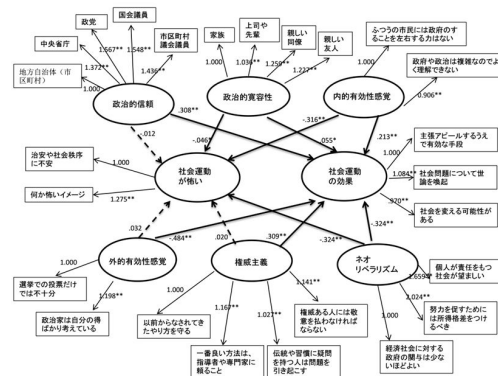 国会議員
政党
1.567**
1.548**
市区町村
議会議員
中央省庁
1.372**
1.436**
地方自治体（市
区町村）
1.000
政治的信頼
家族
上司や
先輩
親しい
同僚
親しい
友人
1.000
1.036**
1.259**
1.227**
政治的寛容性
ふつうの市民には政府のす
ることを左右する力はない
1.000
政府や政治は複雑なのでよ
く理解できない
0.906**
内的有効性感覚
.308**
-.012
-.046
.055*
-.316**
.213**
治安や社会秩序
に不安
1.000
何か怖いイメージ
1.275**
社会運動
が怖い
社会運動
の効果
主張アピールするうえ
で有効な手段
1.000
1.084**
社会問題について世
論を喚起
.970**
社会を変える可能性が
ある
.032
-.484**
.020
.309**
-.324**
-.324**
外的有効性感覚
1.000
選挙での投票だけ
では不十分
1.198**
政治家は自分の得
ばかり考えている
権威主義
1.000
以前からなされてき
たやり方を守る
1.162**
一番良い方法は、
指導者や専門家に
頼ること
1.027**
伝統や習慣に疑問
を持つ人は問題を
引き起こす
1.141**
権威ある人には敬
意を払わなければ
ならない
ネオ
リベラリズム
1.659**
個人が責任をもつ
社会が望ましい
2.024**
努力を促すためには
所得格差をつけ
るべき
1.000
経済社会に対する
政府の関与は少な
いほどよい